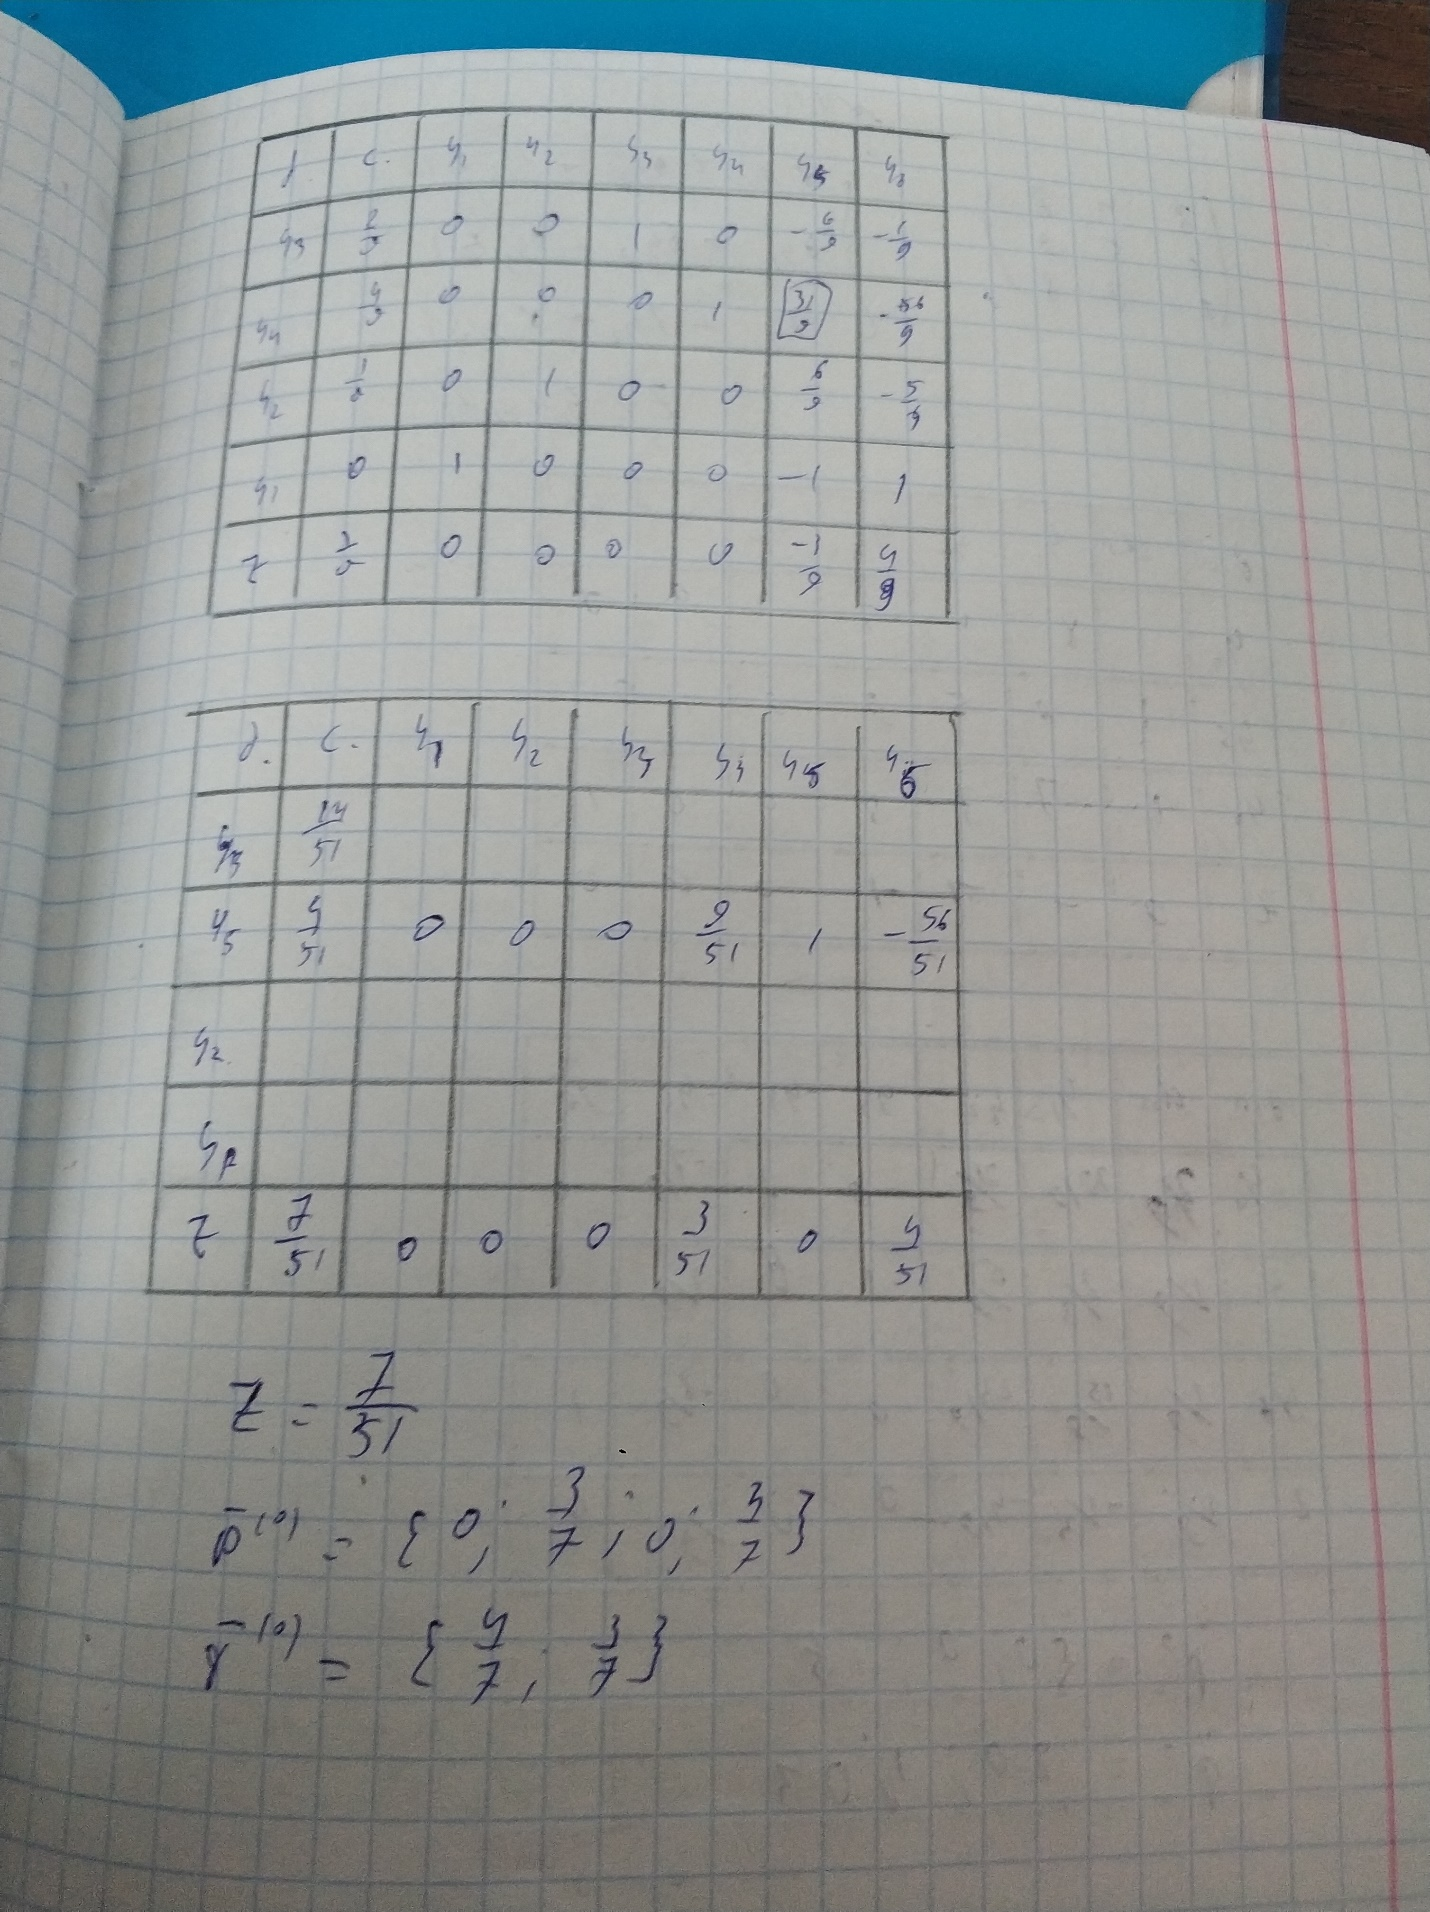 б. с. y₁ y₂ y₃ y₄ y₅ y₆
y₃ 2/9 0 0 1 0 -6/9 -1/9
y₄ 4/9 0 0 0 1 51/9 -56/9
y₂ 1/9 0 1 0 0 6/9 -5/9
y₁ 0 1 0 0 0 -1 1
z 1/9 0 0 0 0 -1/3 4/9
б. с. y₁ y₂ y₃ y₄ y₅ y₆
y₃ 14/51
y₅ 4/51 0 0 0 9/51 1 -56/51
y₂
y₁
z 7/51 0 0 0 3/51 0 4/51
Z = 7/51
p̄⁽⁰⁾ = {0; 3/7; 0; 3/7}
q̄⁽⁰⁾ = {4/7; 3/7}